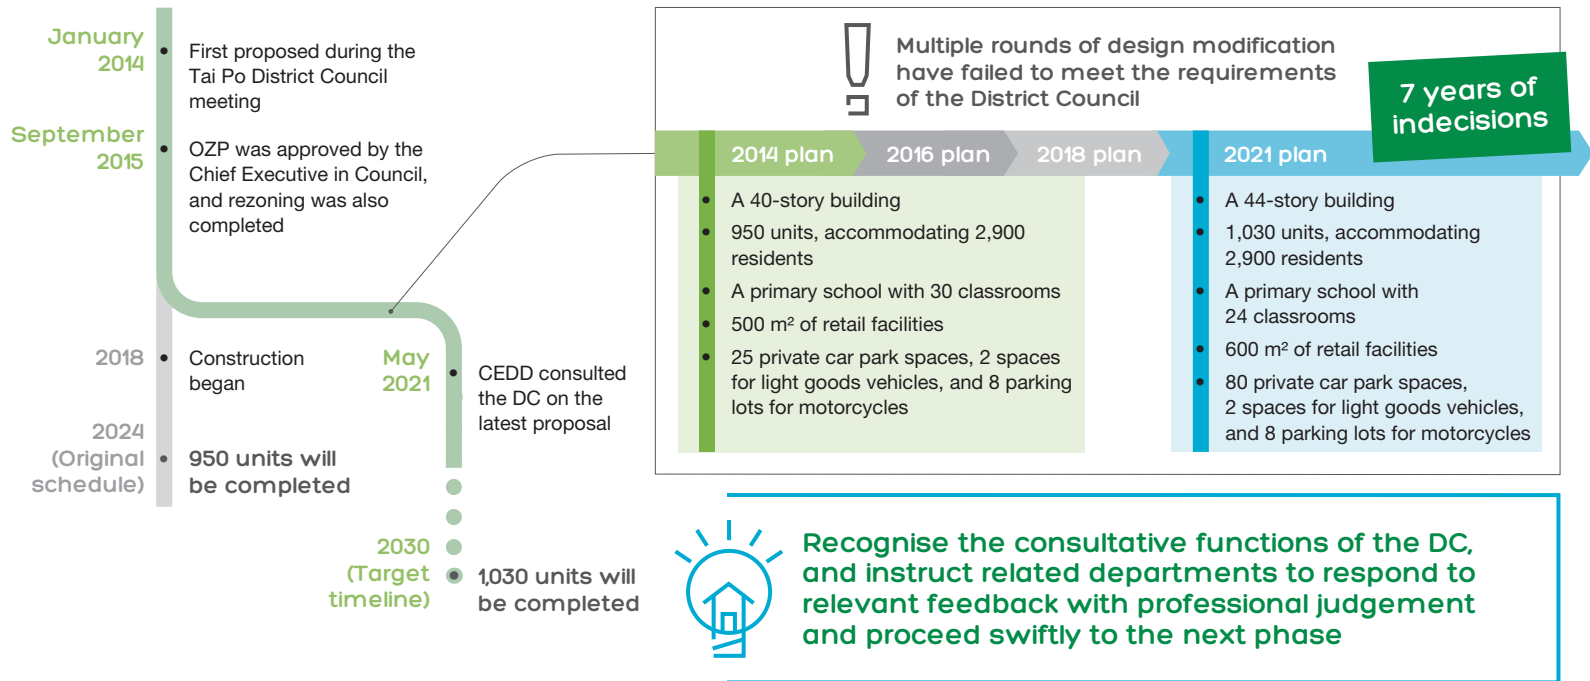 January
2014
First proposed during the
Tai Po District Council
meeting
September
2015
OZP was approved by the
Chief Executive in Council,
and rezoning was also
completed
2018
Construction
began
2024
(Original
schedule)
950 units will
be completed
May
2021
CEDD consulted
the DC on the
latest proposal
2030
(Target
timeline)
1,030 units will
be completed
Multiple rounds of design modification
have failed to meet the requirements
of the District Council
7 years of
indecisions
2014 plan
2016 plan
2018 plan
2021 plan
A 40-story building
950 units, accommodating 2,900
residents
A primary school with 30 classrooms
500 m² of retail facilities
25 private car park spaces, 2 spaces
for light goods vehicles, and 8 parking
lots for motorcycles
A 44-story building
1,030 units, accommodating
2,900 residents
A primary school with
24 classrooms
600 m² of retail facilities
80 private car park spaces,
2 spaces for light goods vehicles,
and 8 parking lots for motorcycles
Recognise the consultative functions of the DC,
and instruct related departments to respond to
relevant feedback with professional judgement
and proceed swiftly to the next phase